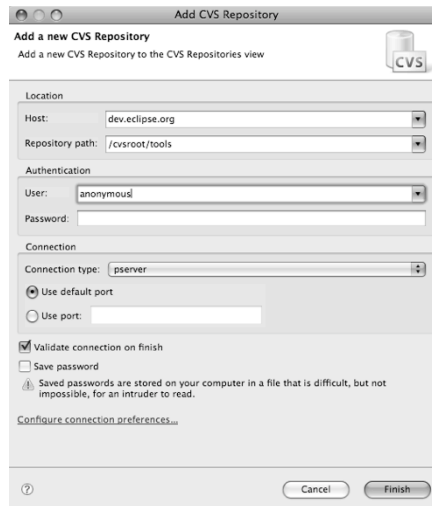 Add CVS Repository
Add a new CVS Repository
Add a new CVS Repository to the CVS Repositories view
CVS
Location
Host: dev.eclipse.org
Repository path: /cvsroot/tools
Authentication
User: anonymous
Password:
Connection
Connection type: pserver
Use default port
Use port:
Validate connection on finish
Save password
Saved passwords are stored on your computer in a file that is difficult, but not
impossible, for an intruder to read.
Configure connection preferences...
?
Cancel Finish